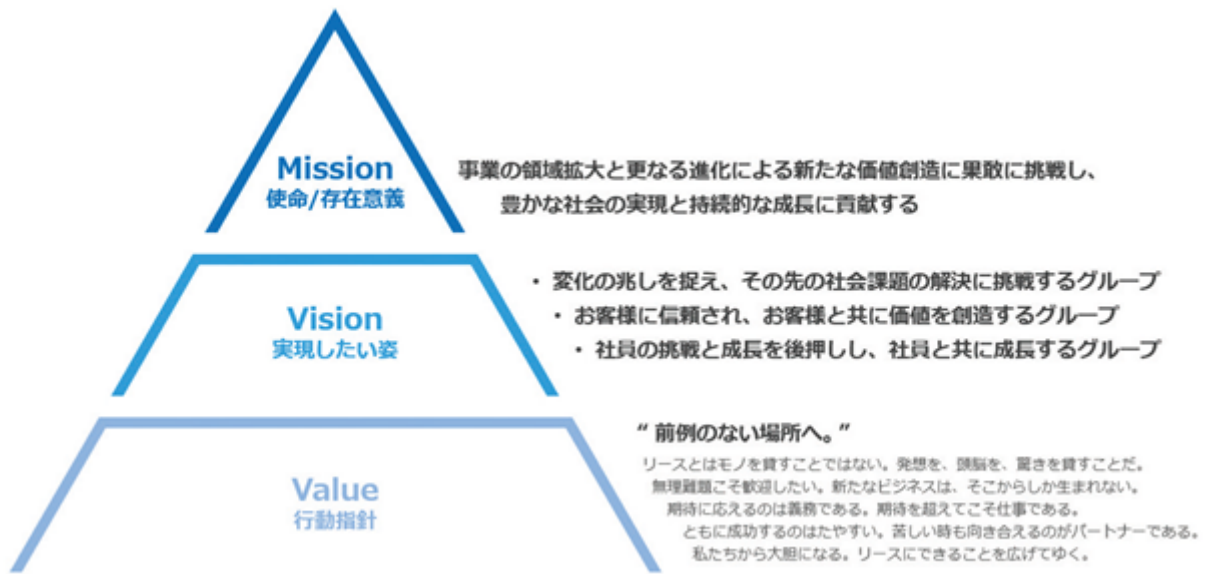 Mission
使命/存在意義
事業の領域拡大と更なる進化による新たな価値創造に果敢に挑戦し、
豊かな社会の実現と持続的な成長に貢献する
Vision
実現したい姿
・ 変化の兆しを捉え、その先の社会課題の解決に挑戦するグループ
・ お客様に信頼され、お客様と共に価値を創造するグループ
・ 社員の挑戦と成長を後押しし、社員と共に成長するグループ
Value
行動指針
“ 前例のない場所へ。”
リースとはモノを貸すことではない。発想を、頭脳を、驚きを貸すことだ。
無理難題こそ歓迎したい。新たなビジネスは、そこからしか生まれない。
期待に応えるのは義務である。期待を超えてこそ仕事である。
ともに成功するのはたやすい。苦しい時も向き合えるのがパートナーである。
私たちから大胆になる。リースにできることを広げてゆく。